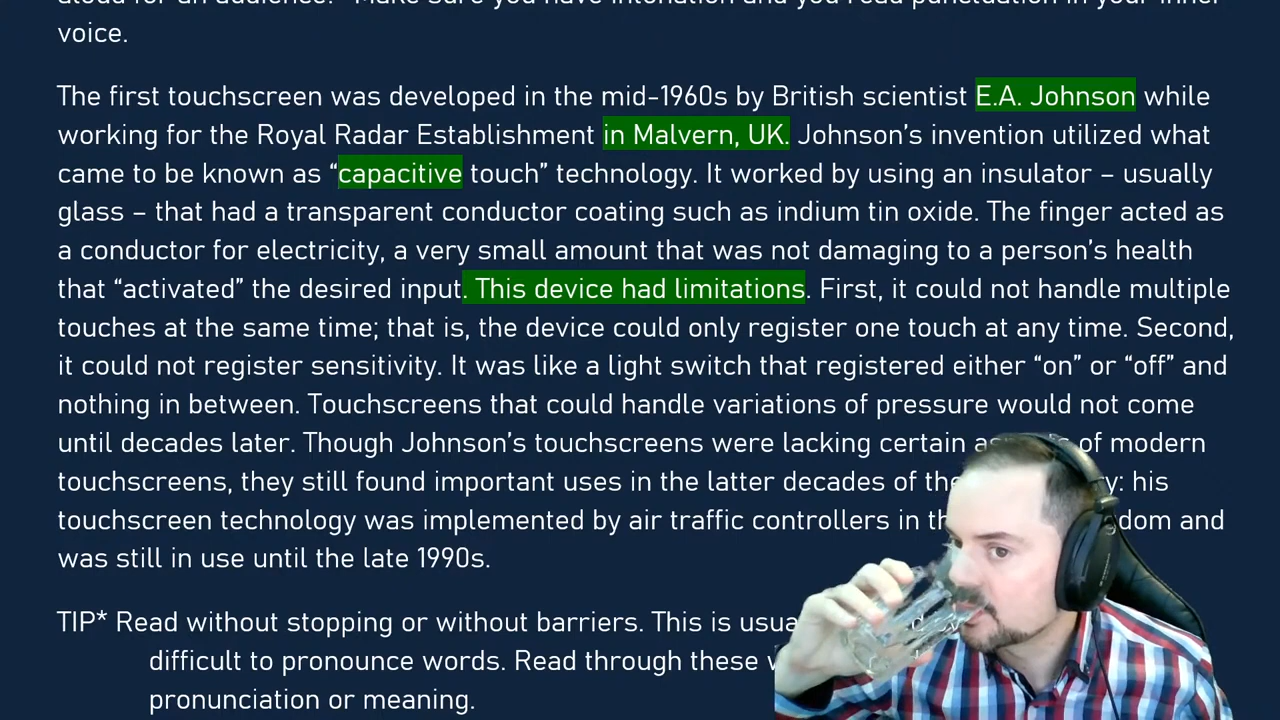 aloud for an audience." Make sure you have intonation and you read punctuation in your inner
voice.
The first touchscreen was developed in the mid-1960s by British scientist E.A. Johnson while
working for the Royal Radar Establishment in Malvern, UK. Johnson’s invention utilized what
came to be known as “capacitive touch” technology. It worked by using an insulator – usually
glass – that had a transparent conductor coating such as indium tin oxide. The finger acted as
a conductor for electricity, a very small amount that was not damaging to a person’s health
that “activated” the desired input. This device had limitations. First, it could not handle multiple
touches at the same time; that is, the device could only register one touch at any time. Second,
it could not register sensitivity. It was like a light switch that registered either “on” or “off” and
nothing in between. Touchscreens that could handle variations of pressure would not come
until decades later. Though Johnson’s touchscreens were lacking certain of modern
touchscreens, they still found important uses in the latter decades of the his
touchscreen technology was implemented by air traffic controllers in and
was still in use until the late 1990s.
TIP* Read without stopping or without barriers. This is
difficult to pronounce words. Read through these
pronunciation or meaning.